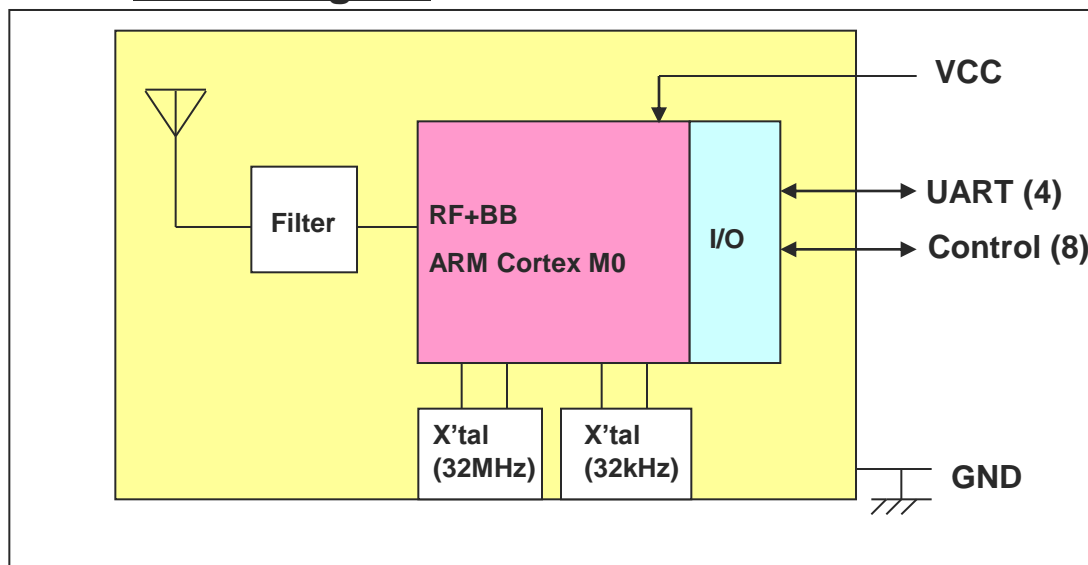 VCC
UART (4)
Control (8)
Filter
RF+BB
ARM Cortex M0
I/O
X'tal
(32MHz)
X'tal
(32kHz)
GND